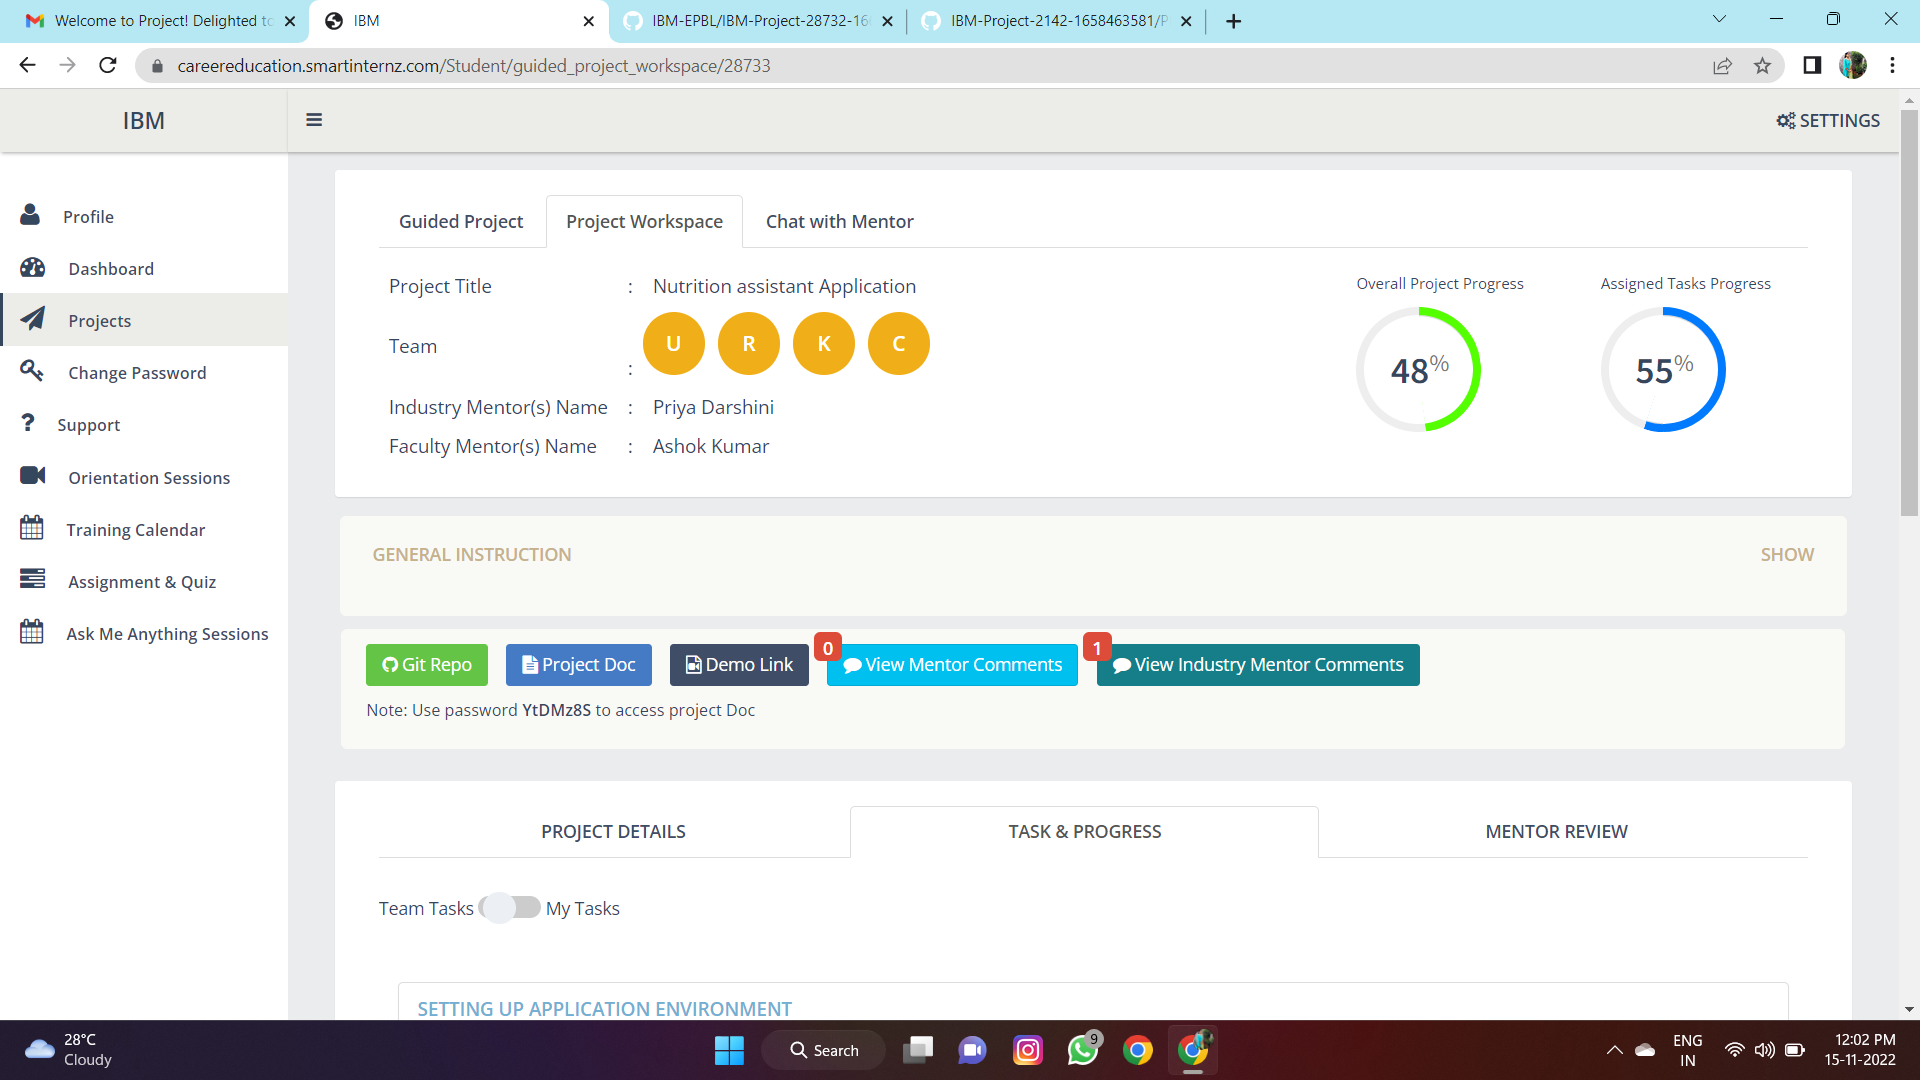 Welcome to Project! Delighted to
IBM
IBM-EPBL/IBM-Project-28732-16
IBM-Project-2142-1658463581/P
careereducation.smartinternz.com/Student/guided_project_workspace/28733
IBM
SETTINGS
Profile
Dashboard
Projects
Change Password
Support
Orientation Sessions
Training Calendar
Assignment & Quiz
Ask Me Anything Sessions
Guided Project
Project Workspace
Chat with Mentor
Project Title : Nutrition assistant Application
Team : U R K C
Industry Mentor(s) Name : Priya Darshini
Faculty Mentor(s) Name : Ashok Kumar
Overall Project Progress
48%
Assigned Tasks Progress
55%
GENERAL INSTRUCTION
SHOW
Git Repo
Project Doc
Demo Link
0
View Mentor Comments
1
View Industry Mentor Comments
Note: Use password YtDMz8S to access project Doc
PROJECT DETAILS
TASK & PROGRESS
MENTOR REVIEW
Team Tasks My Tasks
SETTING UP APPLICATION ENVIRONMENT
28°C
Cloudy
Search
9
ENG
IN
12:02 PM
15-11-2022